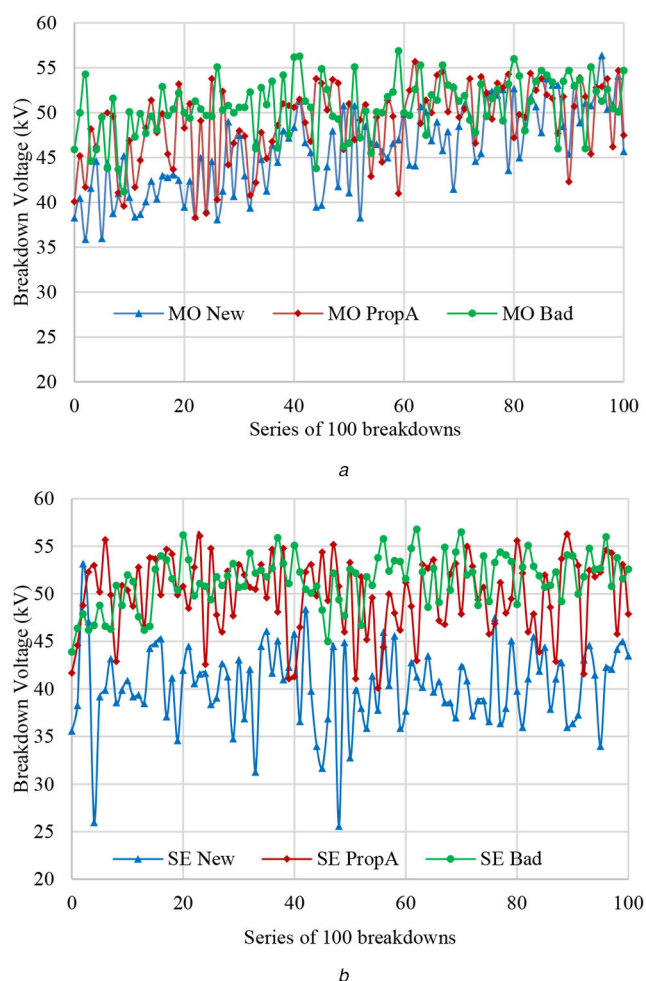 60
55
50
45
40
35
30
25
20
Breakdown Voltage (kV)
MO New MO PropA MO Bad
0 20 40 60 80 100
Series of 100 breakdowns
a
60
55
50
45
40
35
30
25
20
Breakdown Voltage (kV)
SE New SE PropA SE Bad
0 20 40 60 80 100
Series of 100 breakdowns
b